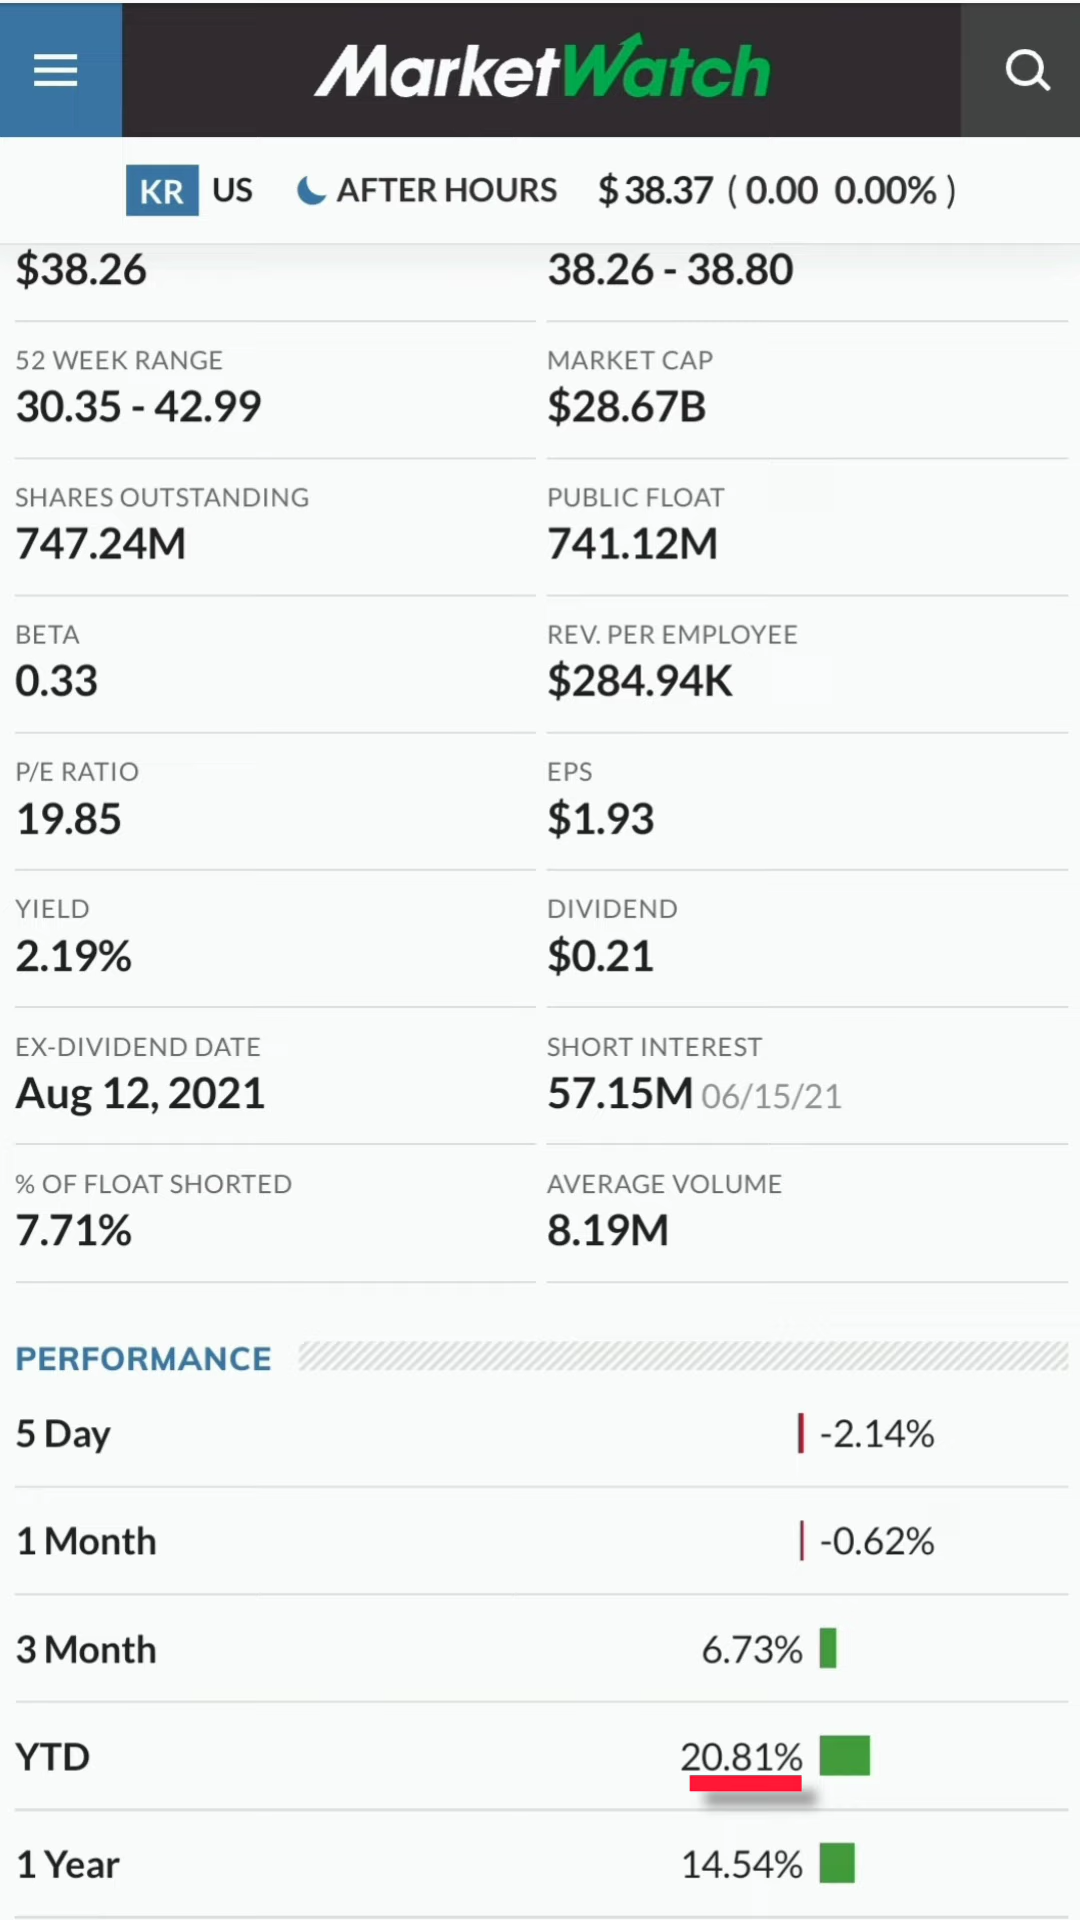 MarketWatch
KR US AFTER HOURS $38.37 ( 0.00 0.00% )
$38.26 38.26 - 38.80
52 WEEK RANGE MARKET CAP
30.35 - 42.99 $28.67B
SHARES OUTSTANDING PUBLIC FLOAT
747.24M 741.12M
BETA REV. PER EMPLOYEE
0.33 $284.94K
P/E RATIO EPS
19.85 $1.93
YIELD DIVIDEND
2.19% $0.21
EX-DIVIDEND DATE SHORT INTEREST
Aug 12, 2021 57.15M 06/15/21
% OF FLOAT SHORTED AVERAGE VOLUME
7.71% 8.19M
PERFORMANCE
5 Day -2.14%
1 Month -0.62%
3 Month 6.73%
YTD 20.81%
1 Year 14.54%